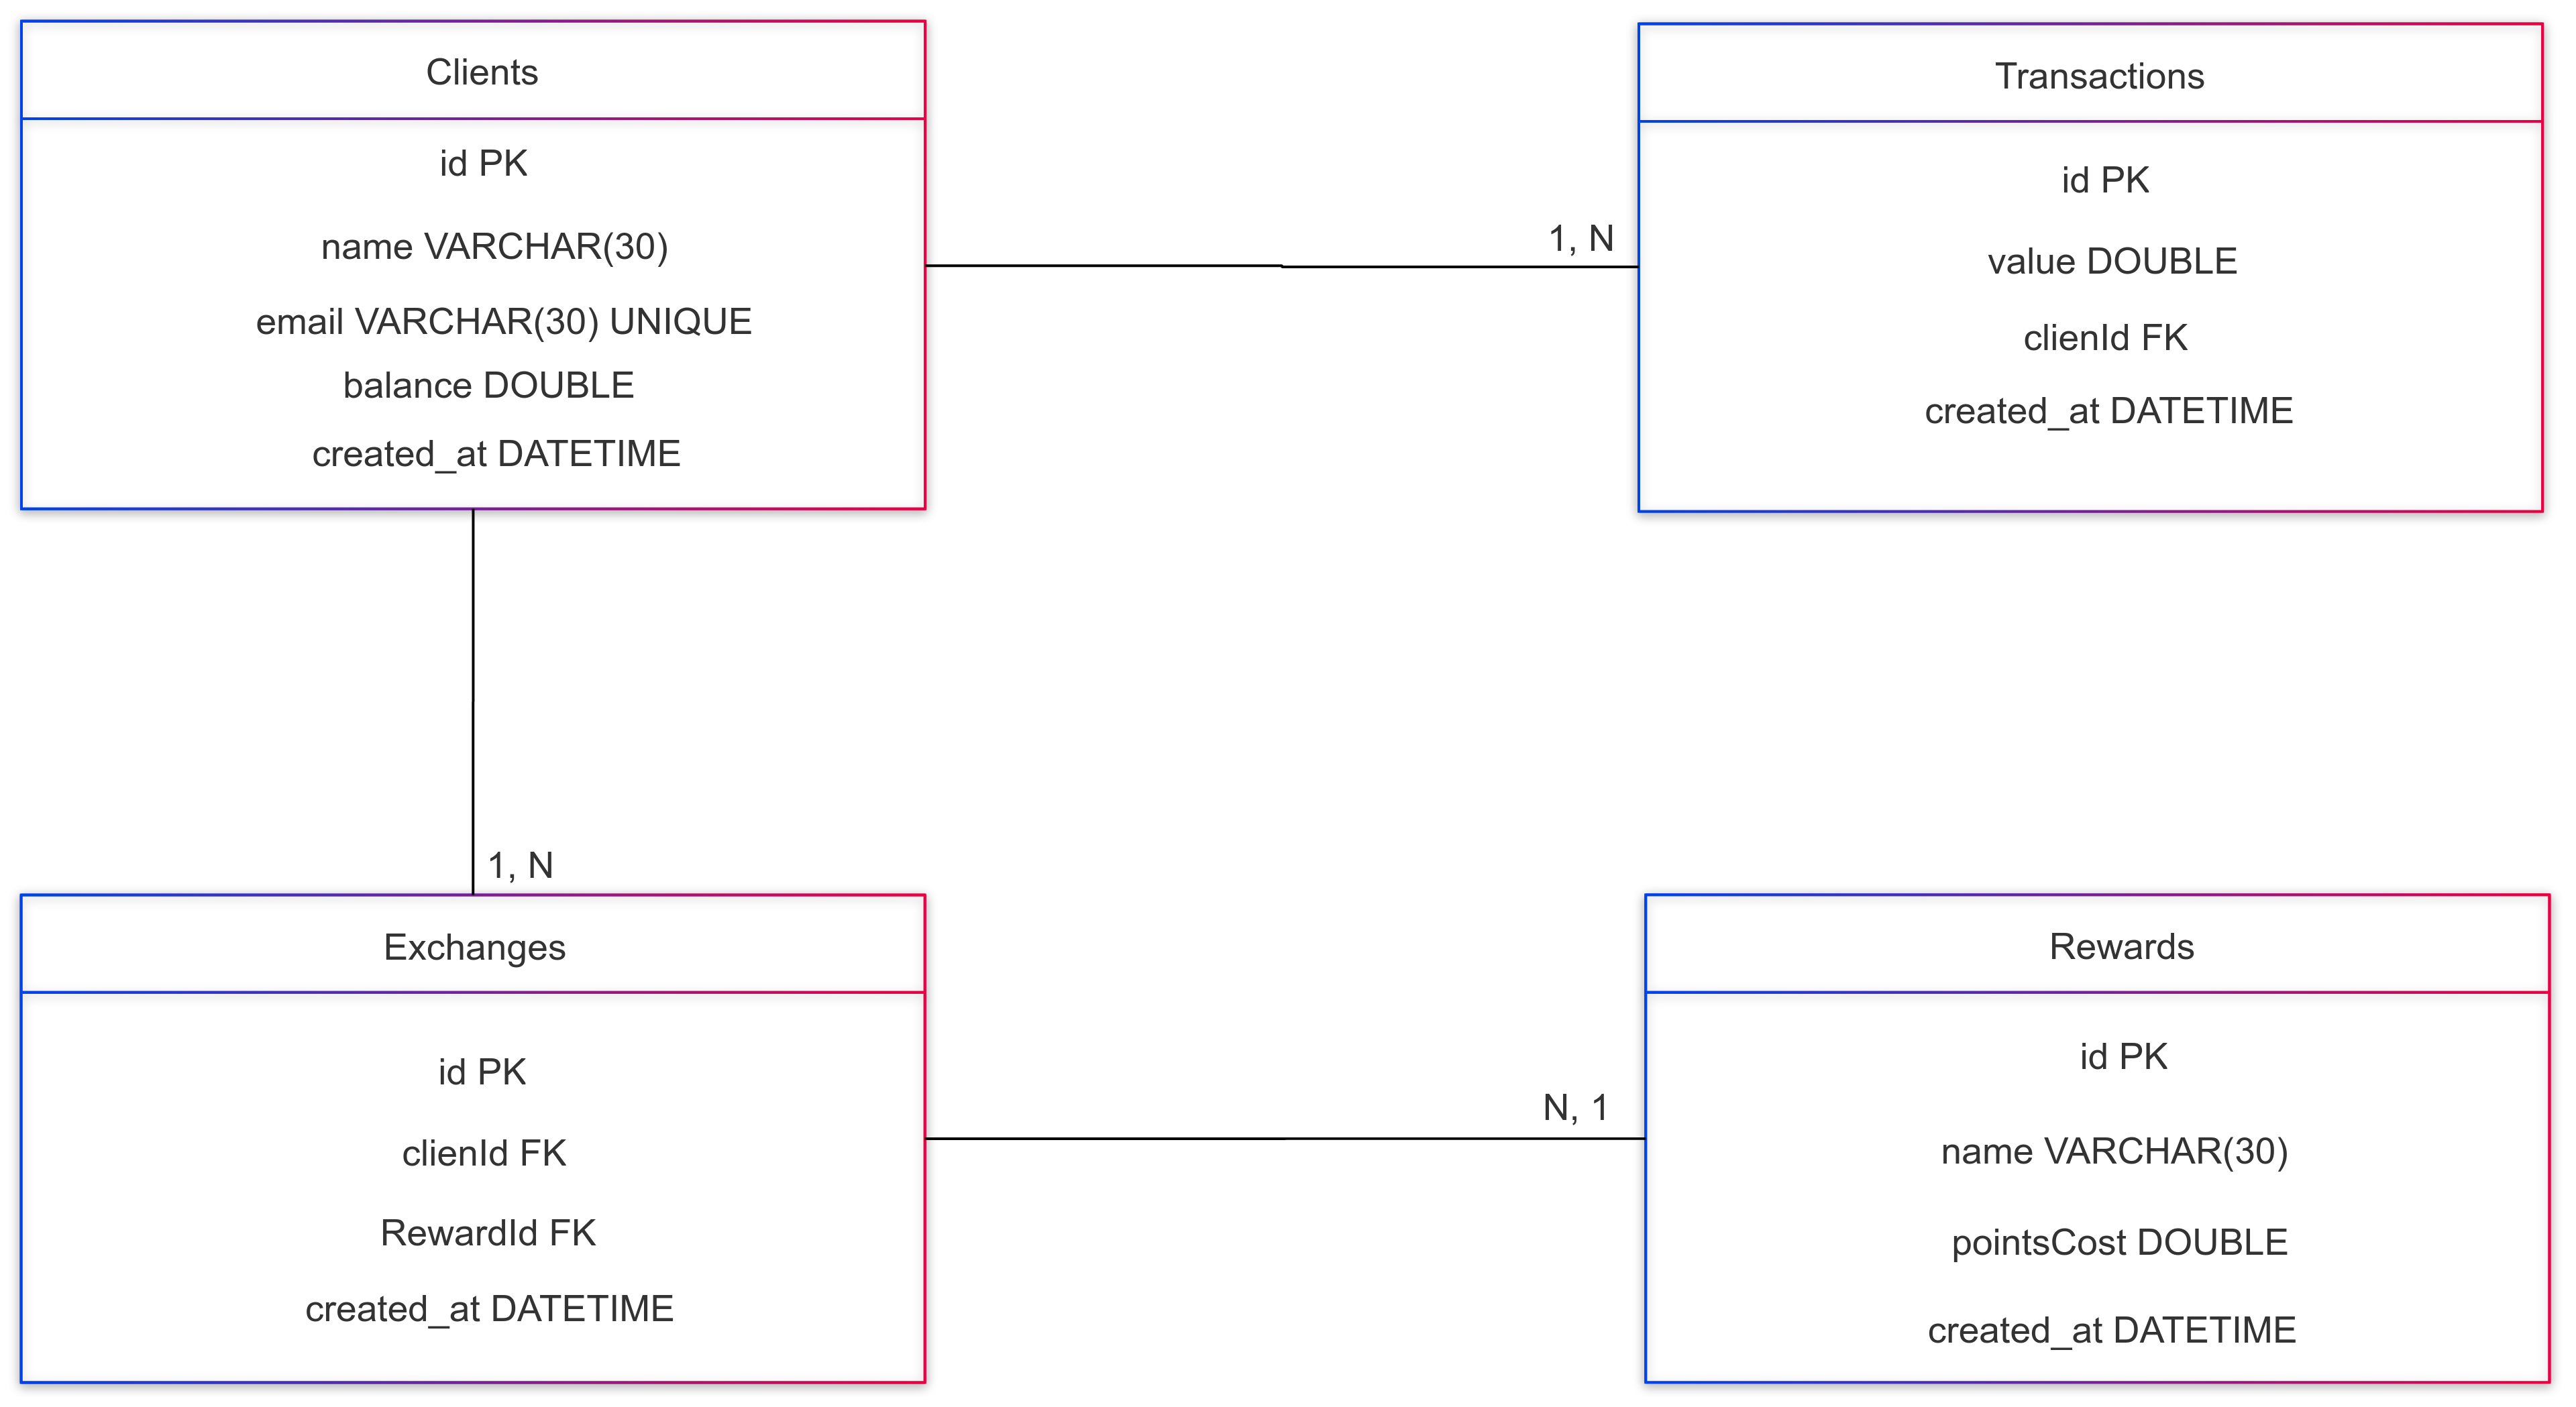 Clients
id PK
name VARCHAR(30)
email VARCHAR(30) UNIQUE
balance DOUBLE
created_at DATETIME
1, N
Transactions
id PK
value DOUBLE
clienId FK
created_at DATETIME
1, N
Exchanges
id PK
clienId FK
RewardId FK
created_at DATETIME
N, 1
Rewards
id PK
name VARCHAR(30)
pointsCost DOUBLE
created_at DATETIME